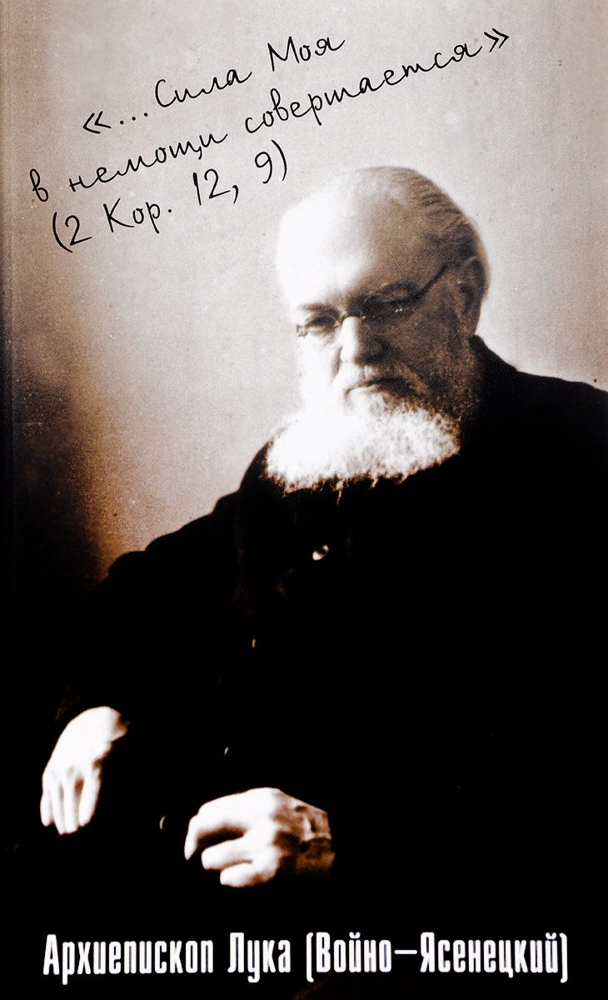 «...Сила Моя
в немощи совершается»
(2 Кор. 12, 9)
Архиепископ Лука (Войно-Ясенецкий)